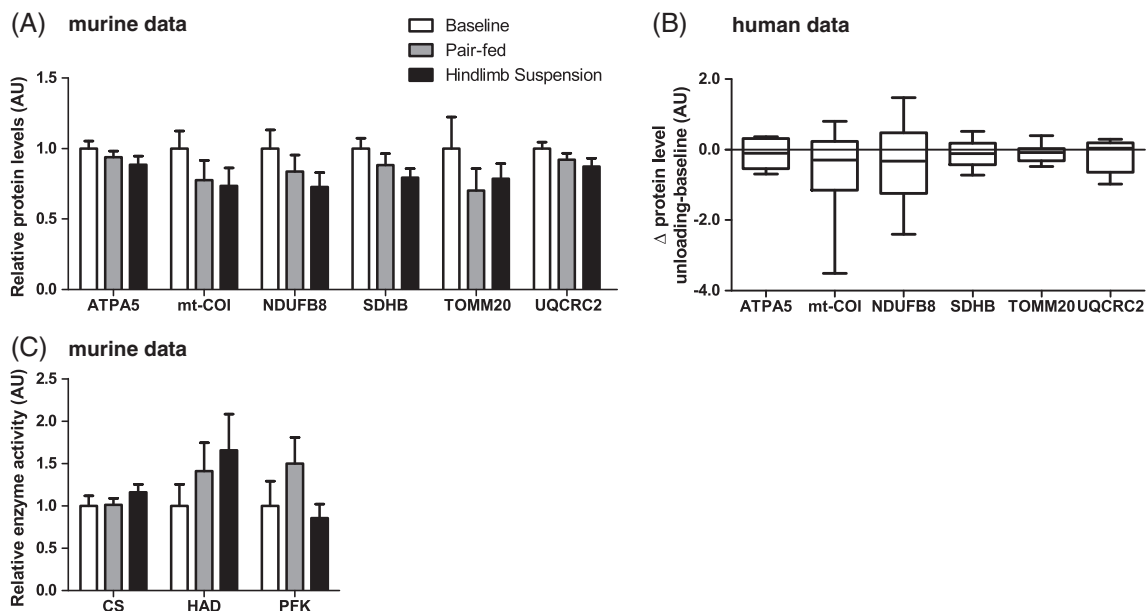 (A) murine data
Baseline
Pair-fed
Hindlimb Suspension
Relative protein levels (AU)
1.5
1.0
0.5
0.0
ATPA5 mt-COI NDUFB8 SDHB TOMM20 UQCRC2
(B) human data
Δ protein level
unloading-baseline (AU)
2.0
0.0
-2.0
-4.0
ATPA5 mt-COI NDUFB8 SDHB TOMM20 UQCRC2
(C) murine data
Relative enzyme activity (AU)
2.5
2.0
1.5
1.0
0.5
0.0
CS HAD PFK